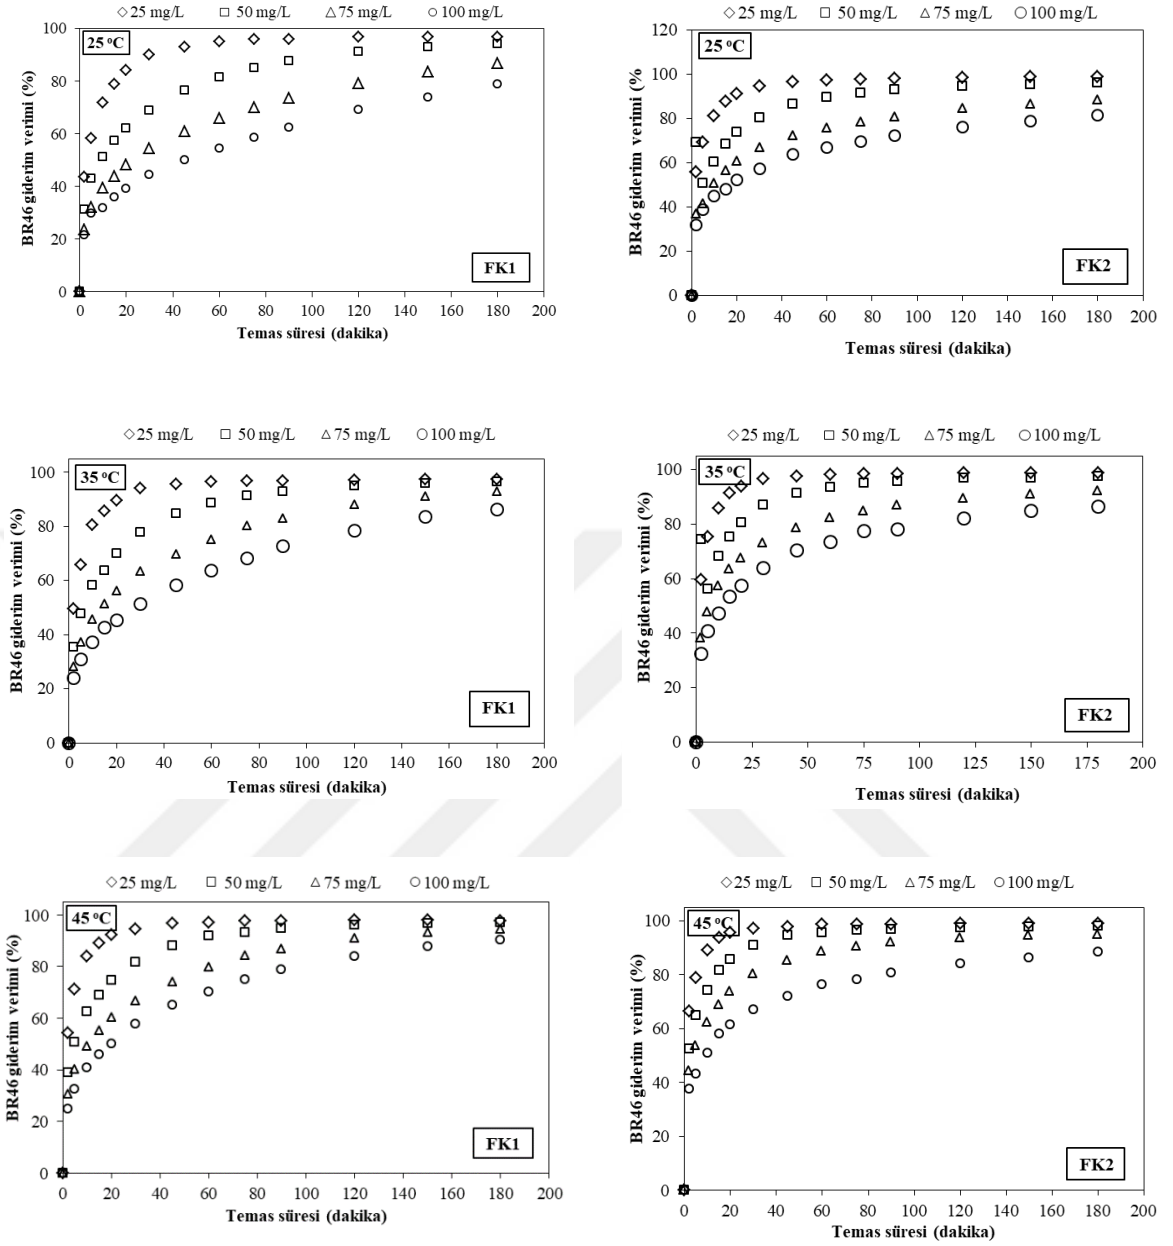 25 mg/L 50 mg/L 75 mg/L 100 mg/L
25 °C
BR46 giderim verimi (%)
100
80
60
40
20
0
0 20 40 60 80 100 120 140 160 180 200
Temas süresi (dakika)
FK1
25 mg/L 50 mg/L 75 mg/L 100 mg/L
25 °C
BR46 giderim verimi (%
120
100
80
60
40
20
0
0 20 40 60 80 100 120 140 160 180 200
Temas süresi (dakika)
FK2
25 mg/L 50 mg/L 75 mg/L 100 mg/L
35 °C
BR46 giderim verimi (%)
100
80
60
40
20
0
0 20 40 60 80 100 120 140 160 180 200
Temas süresi (dakika)
FK1
25 mg/L 50 mg/L 75 mg/L 100 mg/L
35 °C
BR46 giderim verimi (%)
100
80
60
40
20
0
0 25 50 75 100 125 150 175 200
Temas süresi (dakika)
FK2
25 mg/L 50 mg/L 75 mg/L 100 mg/L
45 °C
BR46 giderim verimi (%)
100
80
60
40
20
0
0 20 40 60 80 100 120 140 160 180 200
Temas süresi (dakika)
FK1
25 mg/L 50 mg/L 75 mg/L 100 mg/L
45 °C
BR46 giderim verimi (%)
100
80
60
40
20
0
0 20 40 60 80 100 120 140 160 180 200
Temas süresi (dakika)
FK2